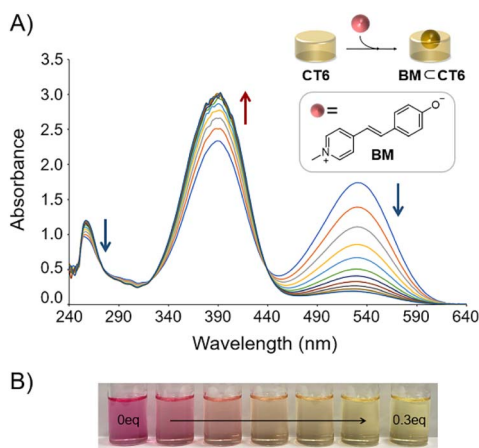 A)
CT6
BM ⊂ CT6
=
N
+
O
−
BM
Absorbance
3.5
3.0
2.5
2.0
1.5
1.0
0.5
0.0
240 290 340 390 440 490 540 590 640
Wavelength (nm)
B)
0eq 0.3eq